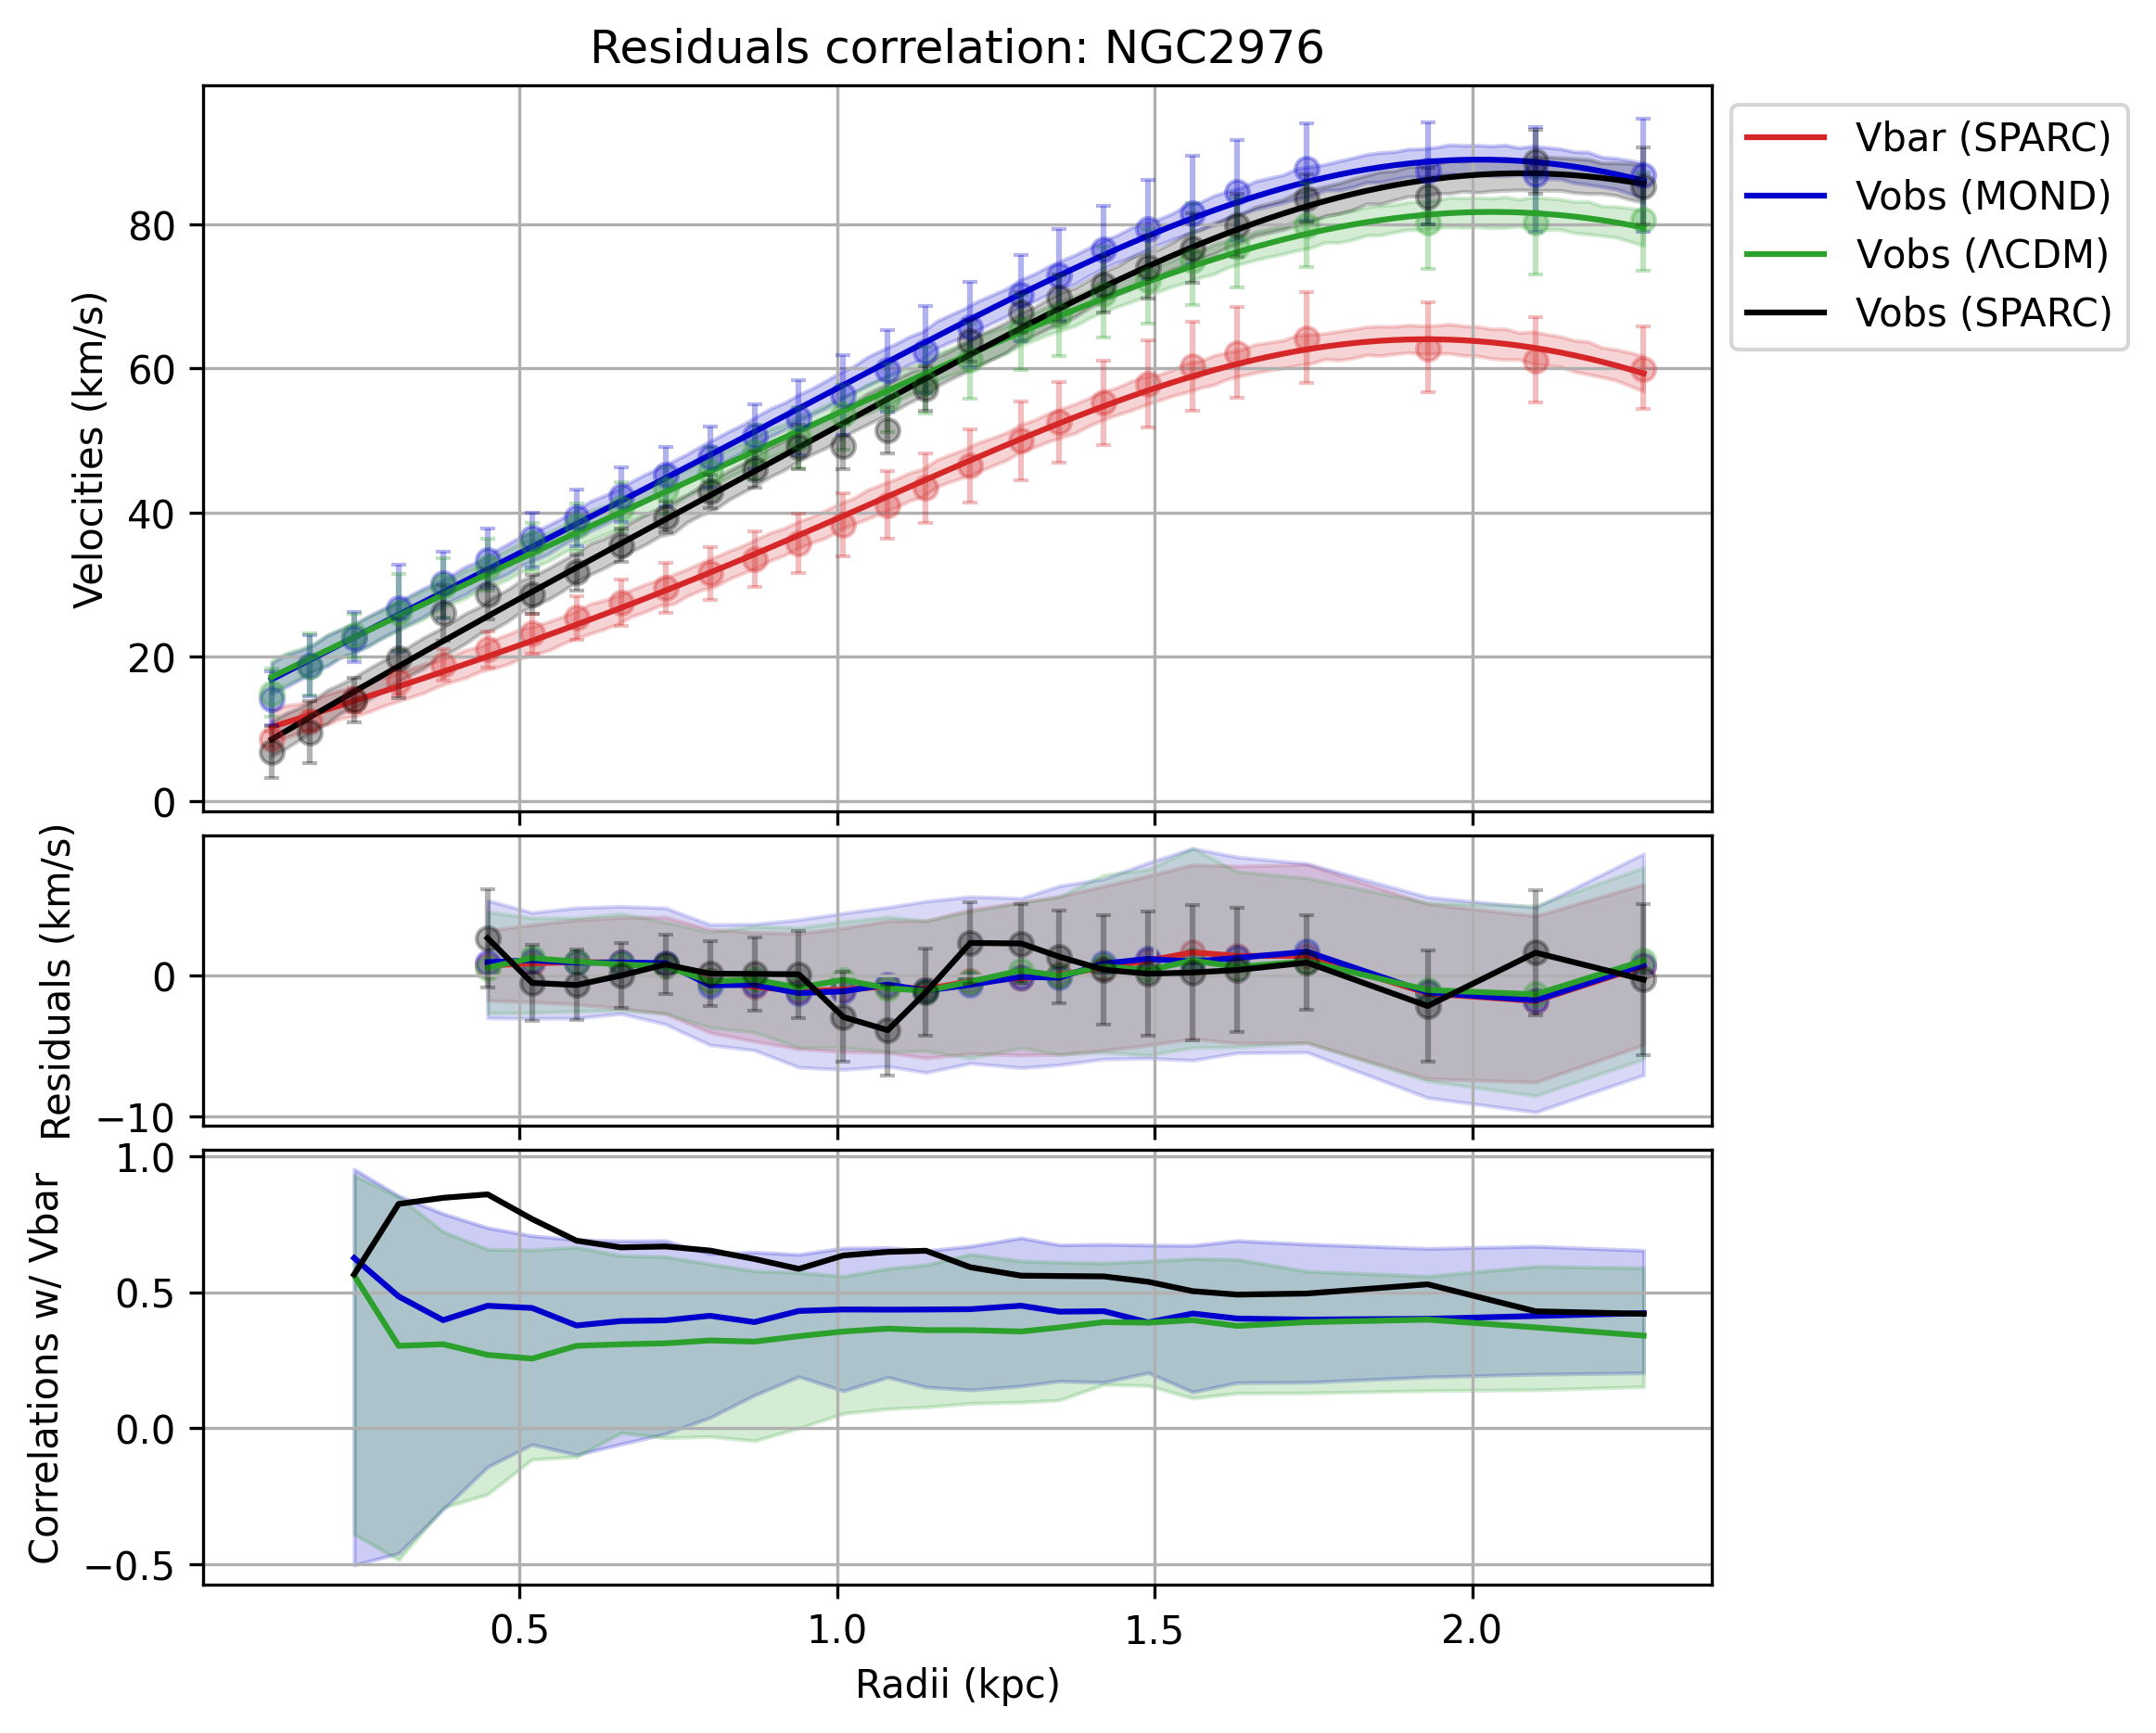 Residuals correlation: NGC2976
Vbar (SPARC)
Vobs (MOND)
Vobs (ΛCDM)
Vobs (SPARC)
Velocities (km/s)
80
60
40
20
0
Residuals (km/s)
0
−10
Correlations w/ Vbar
1.0
0.5
0.0
−0.5
0.5 1.0 1.5 2.0
Radii (kpc)